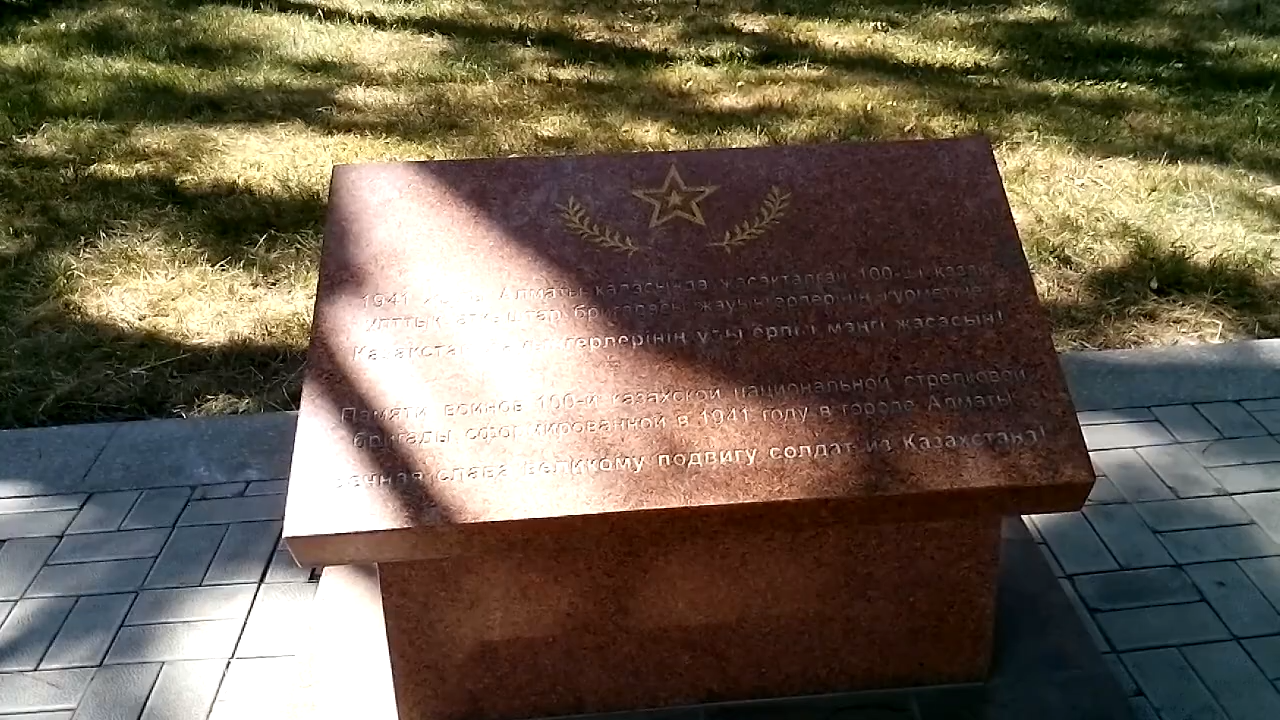 1941 жылы Алматы қаласында жасақталған 100-ші қазақ
ұлттық атқыштар бригадасы жауынгерлерінің құрметіне.
Қазақстан жауынгерлерінің ұлы ерлігі мәңгі жасасын!
Памяти воинов 100-й казахской национальной стрелковой
бригады сформированной в 1941 году в городе Алматы.
Вечная слава великому подвигу солдат из Казахстана!